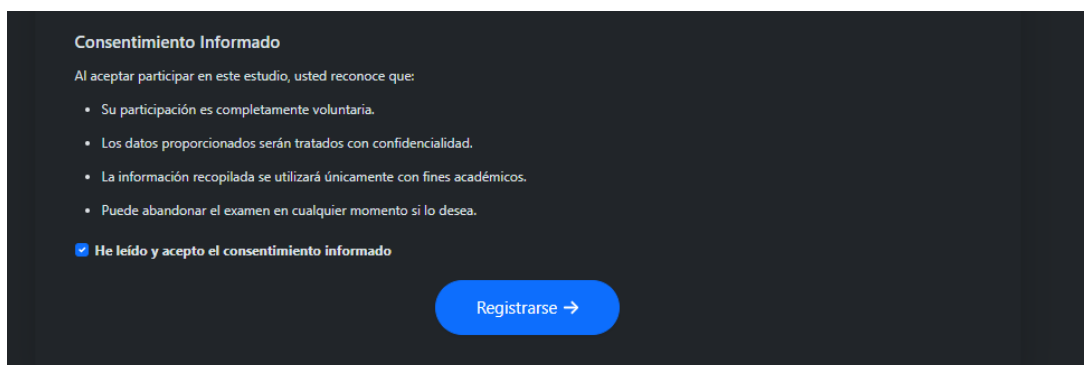 Consentimiento Informado
Al aceptar participar en este estudio, usted reconoce que:
• Su participación es completamente voluntaria.
• Los datos proporcionados serán tratados con confidencialidad.
• La información recopilada se utilizará únicamente con fines académicos.
• Puede abandonar el examen en cualquier momento si lo desea.
He leído y acepto el consentimiento informado
Registrarse →